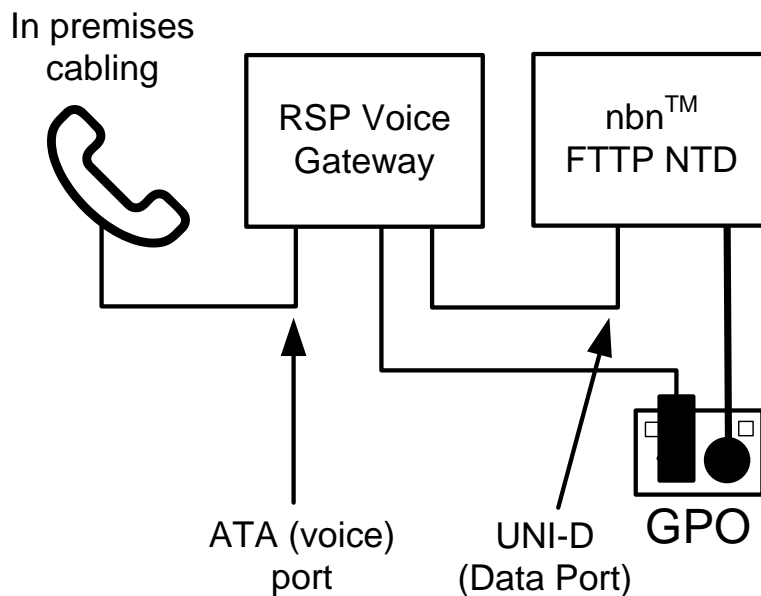 In premises
cabling
RSP Voice
Gateway
nbn™
FTTP NTD
GPO
ATA (voice)
port
UNI-D
(Data Port)